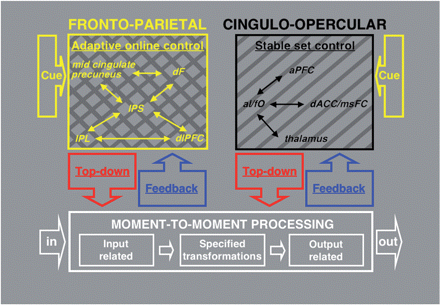 FRONTO-PARIETAL
CINGULO-OPERCULAR
Cue
Adaptive online control
mid cingulate
precuneus
dF
IPS
IPL
dlPFC
Stable set control
aPFC
aI/fO
dACC/msFC
thalamus
Cue
Top-down
Feedback
Top-down
Feedback
in
MOMENT-TO-MOMENT PROCESSING
Input
related
Specified
transformations
Output
related
out